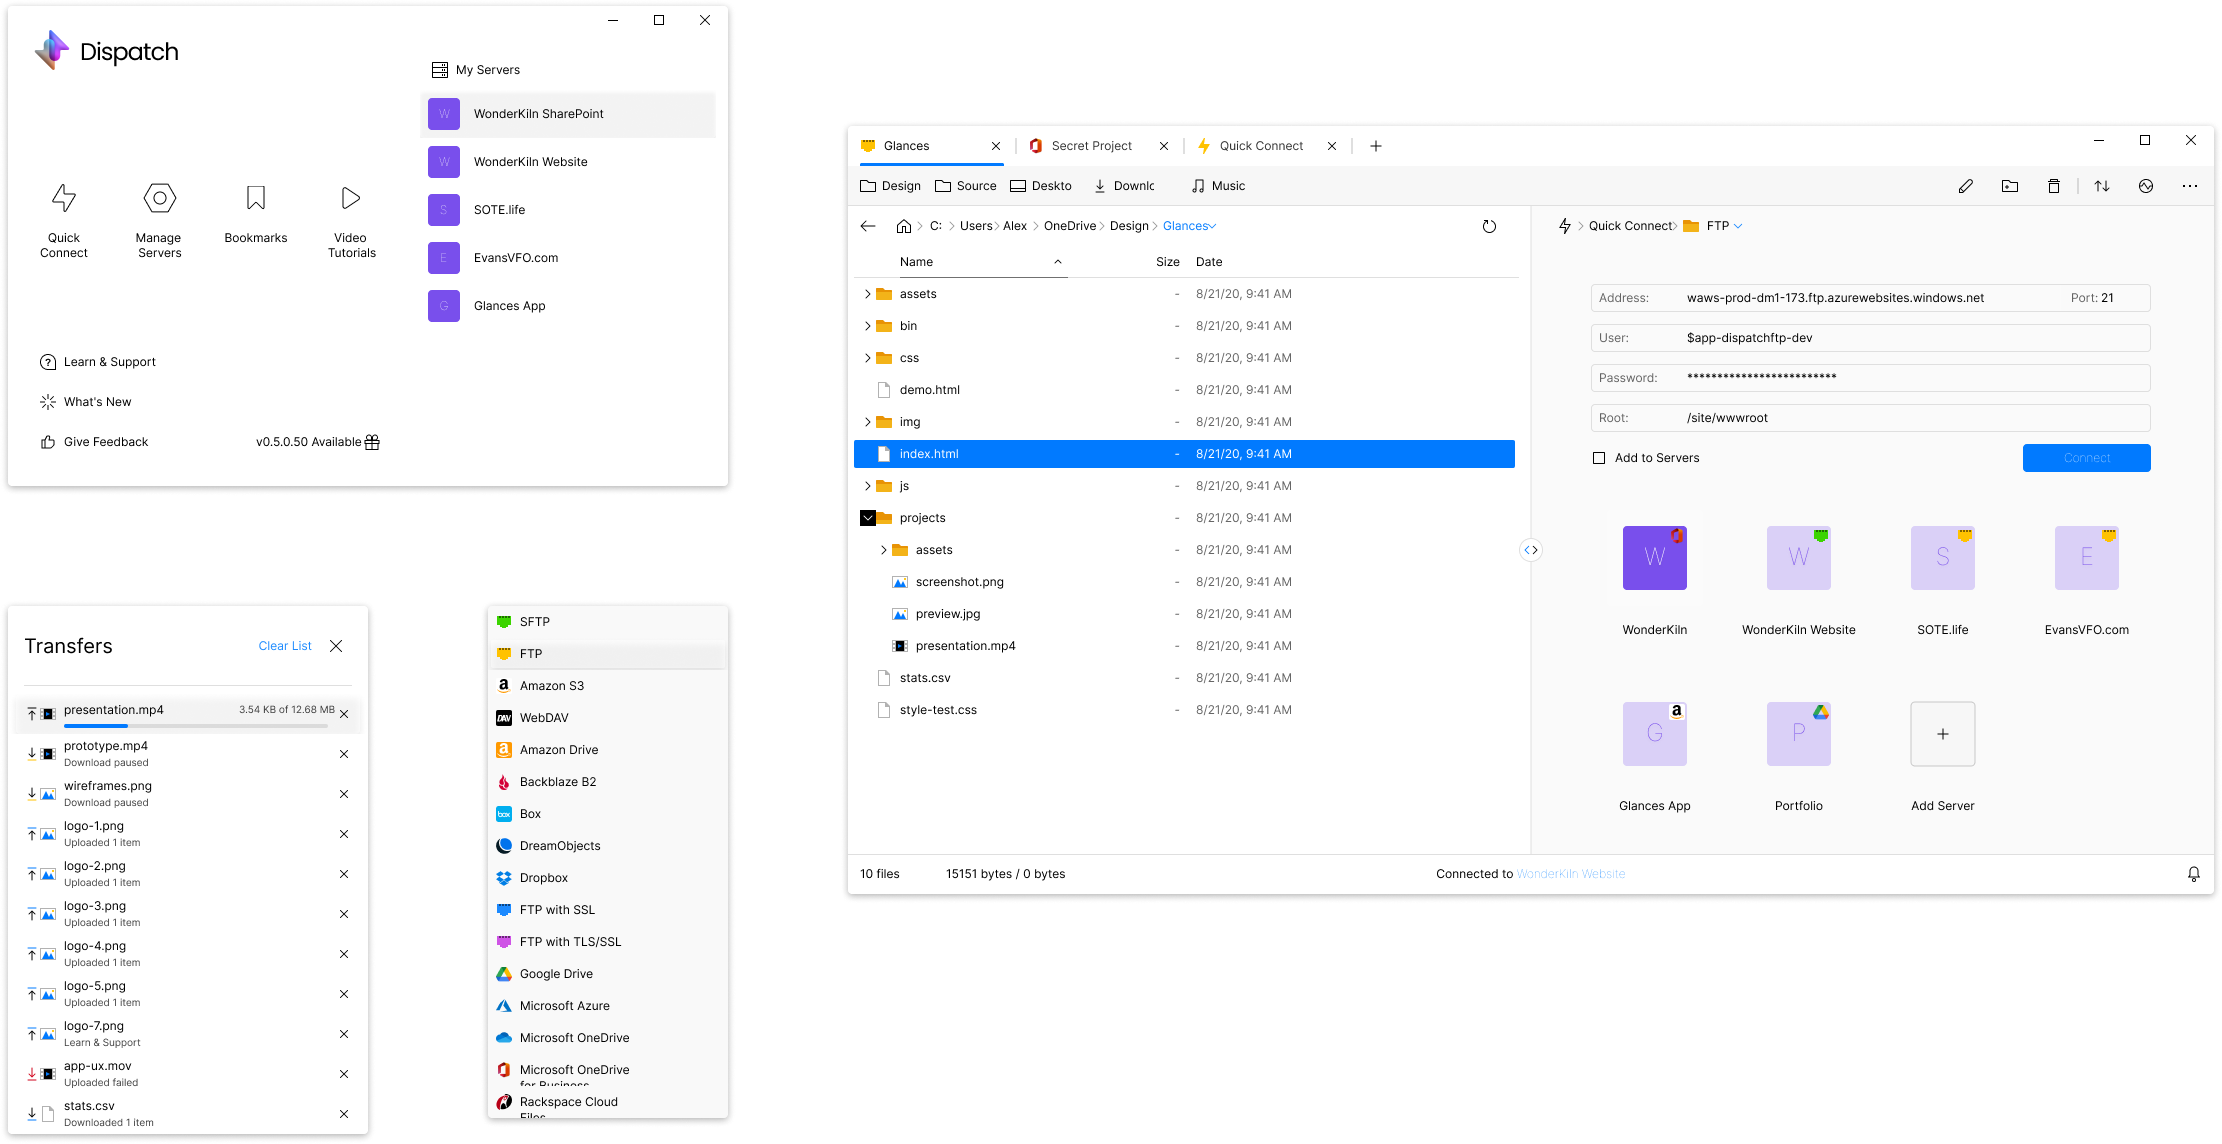 Dispatch
My Servers
W WonderKiln SharePoint
W WonderKiln Website
S SOTE.life
E EvansVFO.com
G Glances App
Quick Connect
Manage Servers
Bookmarks
Video Tutorials
Learn & Support
What's New
Give Feedback
v0.5.0.50 Available
Transfers
Clear List
presentation.mp4
3.54 KB of 12.68 MB
prototype.mp4
Download paused
wireframes.png
Download paused
logo-1.png
Uploaded 1 item
logo-2.png
Uploaded 1 item
logo-3.png
Uploaded 1 item
logo-4.png
Uploaded 1 item
logo-5.png
Uploaded 1 item
logo-7.png
Learn & Support
app-ux.mov
Uploaded failed
stats.csv
Downloaded 1 item
SFTP
FTP
a Amazon S3
DAV WebDAV
a Amazon Drive
Backblaze B2
box Box
DreamObjects
Dropbox
FTP with SSL
FTP with TLS/SSL
Google Drive
Microsoft Azure
Microsoft OneDrive
Microsoft OneDrive
for Business
Rackspace Cloud
Files
Glances
Secret Project
Quick Connect
Design
Source
Deskto
Downlc
Music
C: Users Alex OneDrive Design Glances
Name Size Date
assets - 8/21/20, 9:41 AM
bin - 8/21/20, 9:41 AM
css - 8/21/20, 9:41 AM
demo.html - 8/21/20, 9:41 AM
img - 8/21/20, 9:41 AM
index.html - 8/21/20, 9:41 AM
js - 8/21/20, 9:41 AM
projects - 8/21/20, 9:41 AM
assets - 8/21/20, 9:41 AM
screenshot.png - 8/21/20, 9:41 AM
preview.jpg - 8/21/20, 9:41 AM
presentation.mp4 - 8/21/20, 9:41 AM
stats.csv - 8/21/20, 9:41 AM
style-test.css - 8/21/20, 9:41 AM
Quick Connect FTP
Address: waws-prod-dm1-173.ftp.azurewebsites.windows.net Port: 21
User: $app-dispatchftp-dev
Password: *************************
Root: /site/wwwroot
Add to Servers
Connect
W W S E
WonderKiln WonderKiln Website SOTE.life EvansVFO.com
G a P +
Glances App Portfolio Add Server
10 files 15151 bytes / 0 bytes Connected to WonderKiln Website